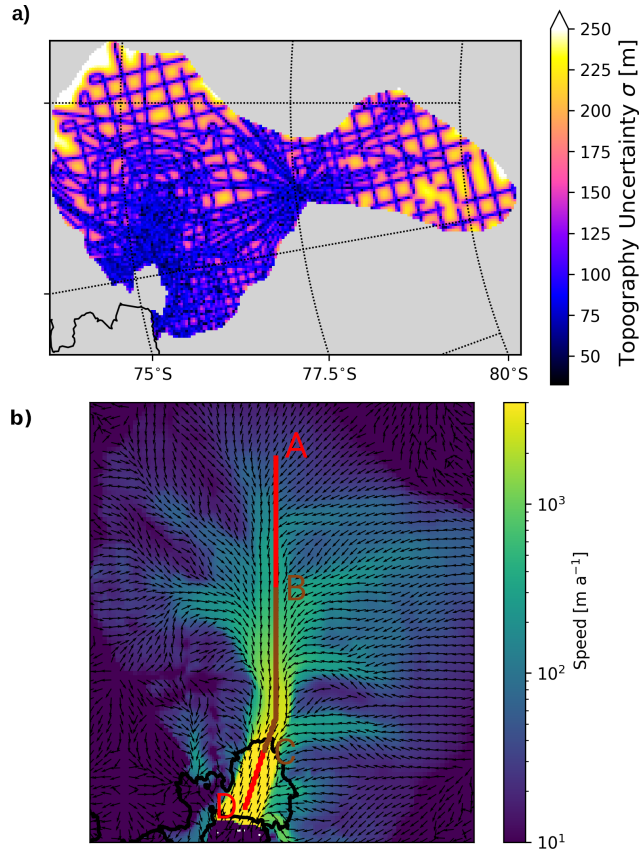 a)
250
225
200
175
150
125
100
75
50
Topography Uncertainty σ [m]
75°S
77.5°S
80°S
b)
A
B
C
D
10³
10²
10¹
Speed [m a⁻¹]